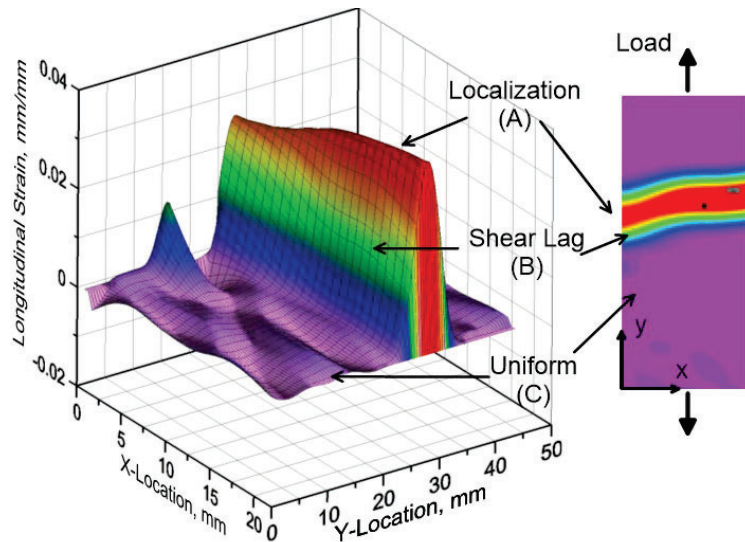 0.04
0.02
0
-0.02
Longitudinal Strain, mm/mm
0
5
10
15
20
X-Location, mm
0
10
20
30
40
50
Y-Location, mm
Localization
(A)
Shear Lag
(B)
Uniform
(C)
Load
y
x